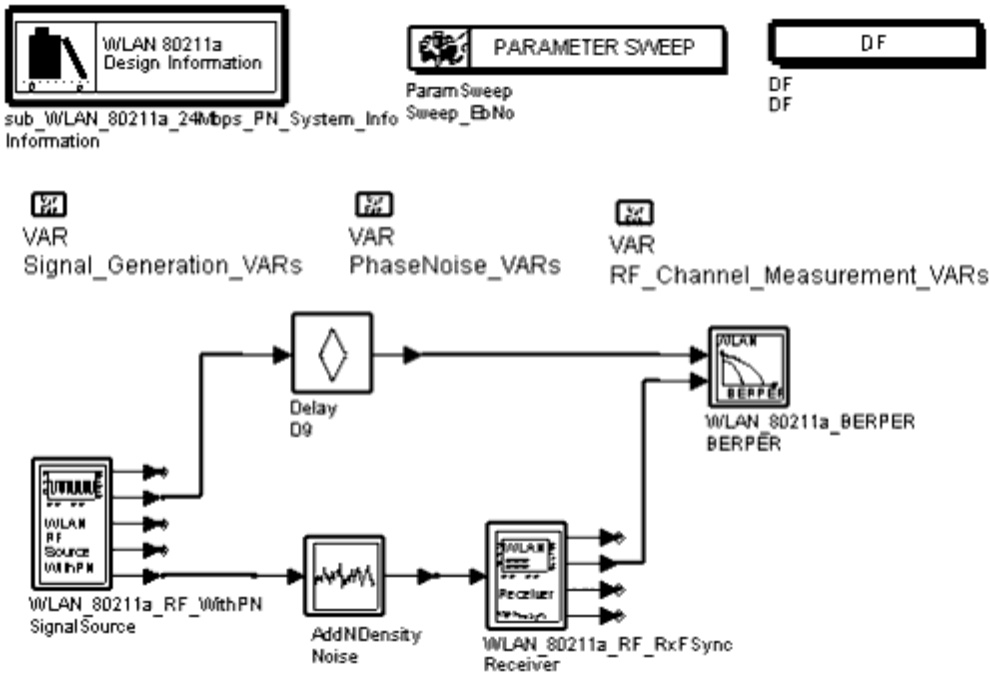 WLAN 80211a
Design Information
sub_WLAN_80211a_24Mbps_PN_System_Info
Information
PARAMETER SWEEP
ParamSweep
Sweep_EbNo
DF
DF
DF
Var
VAR
Signal_Generation_VARs
VAR
PhaseNoise_VARs
VAR
RF_Channel_Measurement_VARs
Delay
D9
WLAN
BERPER
WLAN_80211a_BERPER
BERPER
WLAN
RF
Source
WithPN
WLAN_80211a_RF_WithPN
SignalSource
AddNDensity
Noise
WLAN
Receiver
WLAN_80211a_RF_RxFSync
Receiver